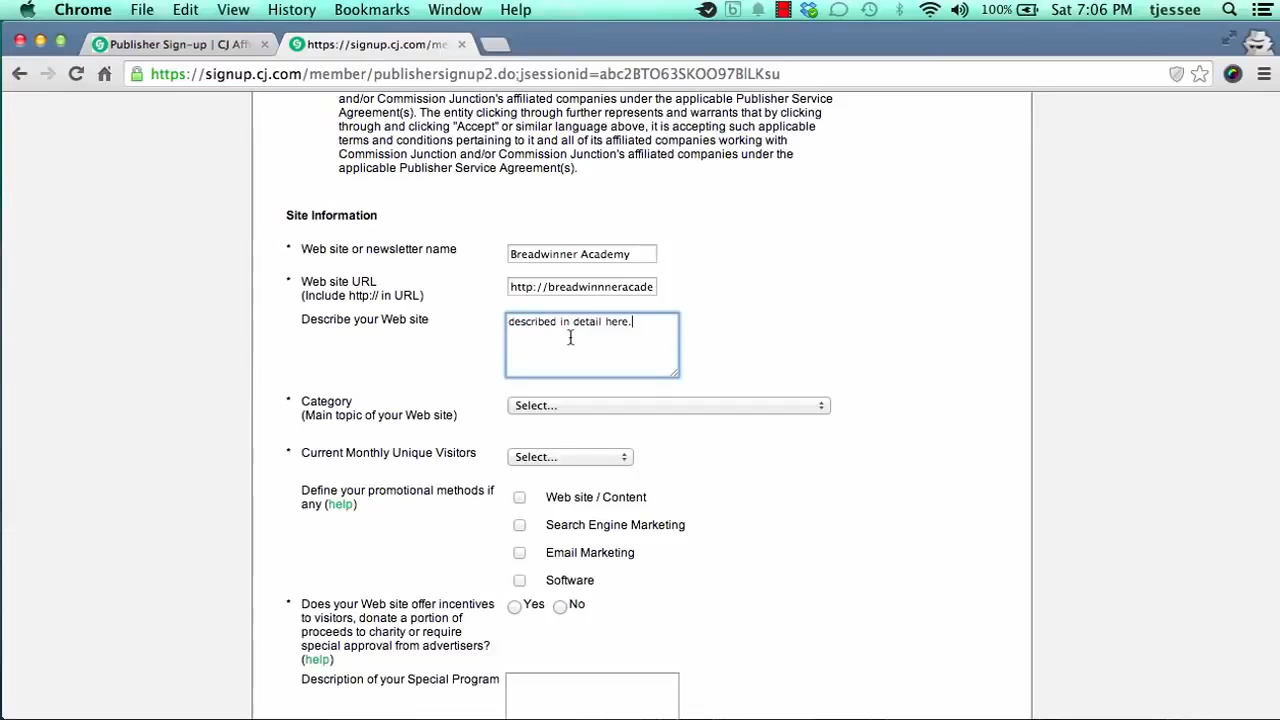 Chrome File Edit View History Bookmarks Window Help 100% Sat 7:06 PM tjessee
Publisher Sign-up | CJ Affi
https://signup.cj.com/me
https://signup.cj.com/member/publishersignup2.do;jsessionid=abc2BTO63SKOO97BlLKsu
and/or Commission Junction's affiliated companies under the applicable Publisher Service
Agreement(s). The entity clicking through further represents and warrants that by clicking
through and clicking "Accept" or similar language above, it is accepting such applicable
terms and conditions pertaining to it and all of its affiliated companies working with
Commission Junction and/or Commission Junction's affiliated companies under the
applicable Publisher Service Agreement(s).
Site Information
* Web site or newsletter name Breadwinner Academy
* Web site URL http://breadwinnneracade
(Include http:// in URL)
Describe your Web site described in detail here.
* Category Select...
(Main topic of your Web site)
* Current Monthly Unique Visitors Select...
Define your promotional methods if
any (help)
Web site / Content
Search Engine Marketing
Email Marketing
Software
* Does your Web site offer incentives Yes No
to visitors, donate a portion of
proceeds to charity or require
special approval from advertisers?
(help)
Description of your Special Program